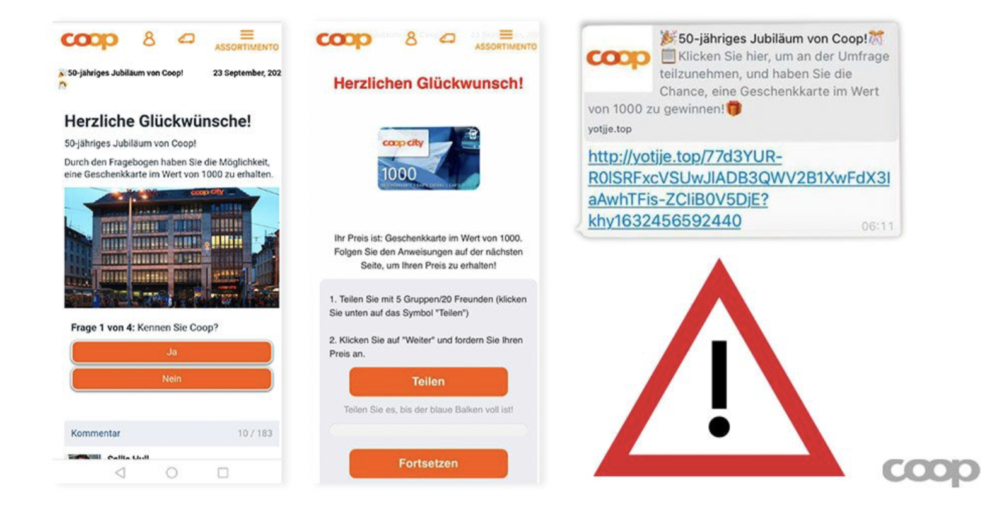 coop
ASSORTIMENTO
50-jähriges Jubiläum von Coop!
23 September, 202
Herzliche Glückwünsche!
50-jähriges Jubiläum von Coop!
Durch den Fragebogen haben Sie die Möglichkeit,
eine Geschenkkarte im Wert von 1000 zu erhalten.
coop city
Frage 1 von 4: Kennen Sie Coop?
Ja
Nein
Kommentar
10 / 183
coop
ASSORTIMENTO
Herzlichen Glückwunsch!
coop city
1000
Ihr Preis ist: Geschenkkarte im Wert von 1000.
Folgen Sie den Anweisungen auf der nächsten
Seite, um Ihren Preis zu erhalten!
1. Teilen Sie mit 5 Gruppen/20 Freunden (klicken
Sie unten auf das Symbol "Teilen")
2. Klicken Sie auf "Weiter" und fordern Sie Ihren
Preis an.
Teilen
Teilen Sie es, bis der blaue Balken voll ist!
Fortsetzen
coop
🎉50-jähriges Jubiläum von Coop!🎊
Klicken Sie hier, um an der Umfrage
teilzunehmen, und haben Sie die
Chance, eine Geschenkkarte im Wert
von 1000 zu gewinnen!🎁
yotjje.top
http://yotjje.top/77d3YUR-
R0lSRFxcVSUwJlADB3QWV2B1XwFdX3l
aAwhTFis-ZCliB0V5DjE?
khy1632456592440
06:11
!
coop